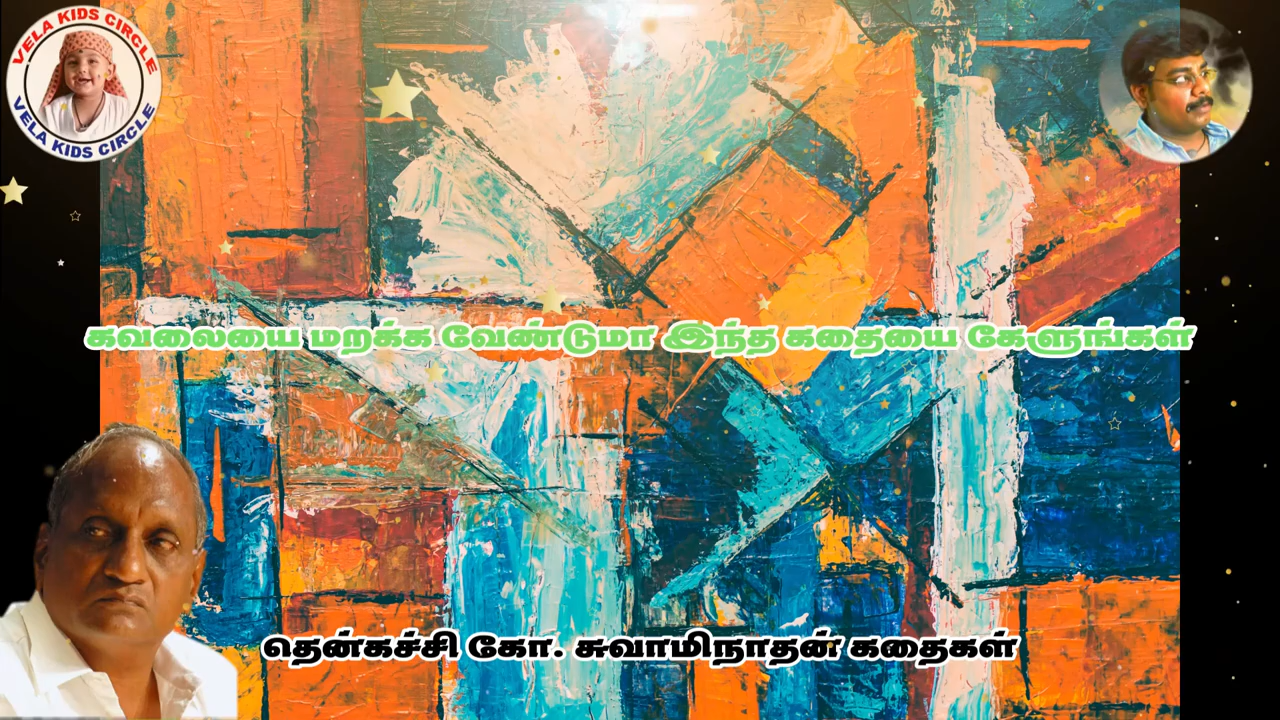 VELA KIDS CIRCLE
VELA KIDS CIRCLE
கவலையை மறக்க வேண்டுமா இந்த கதையை கேளுங்கள்
தென்கச்சி கோ. சுவாமிநாதன் கதைகள்